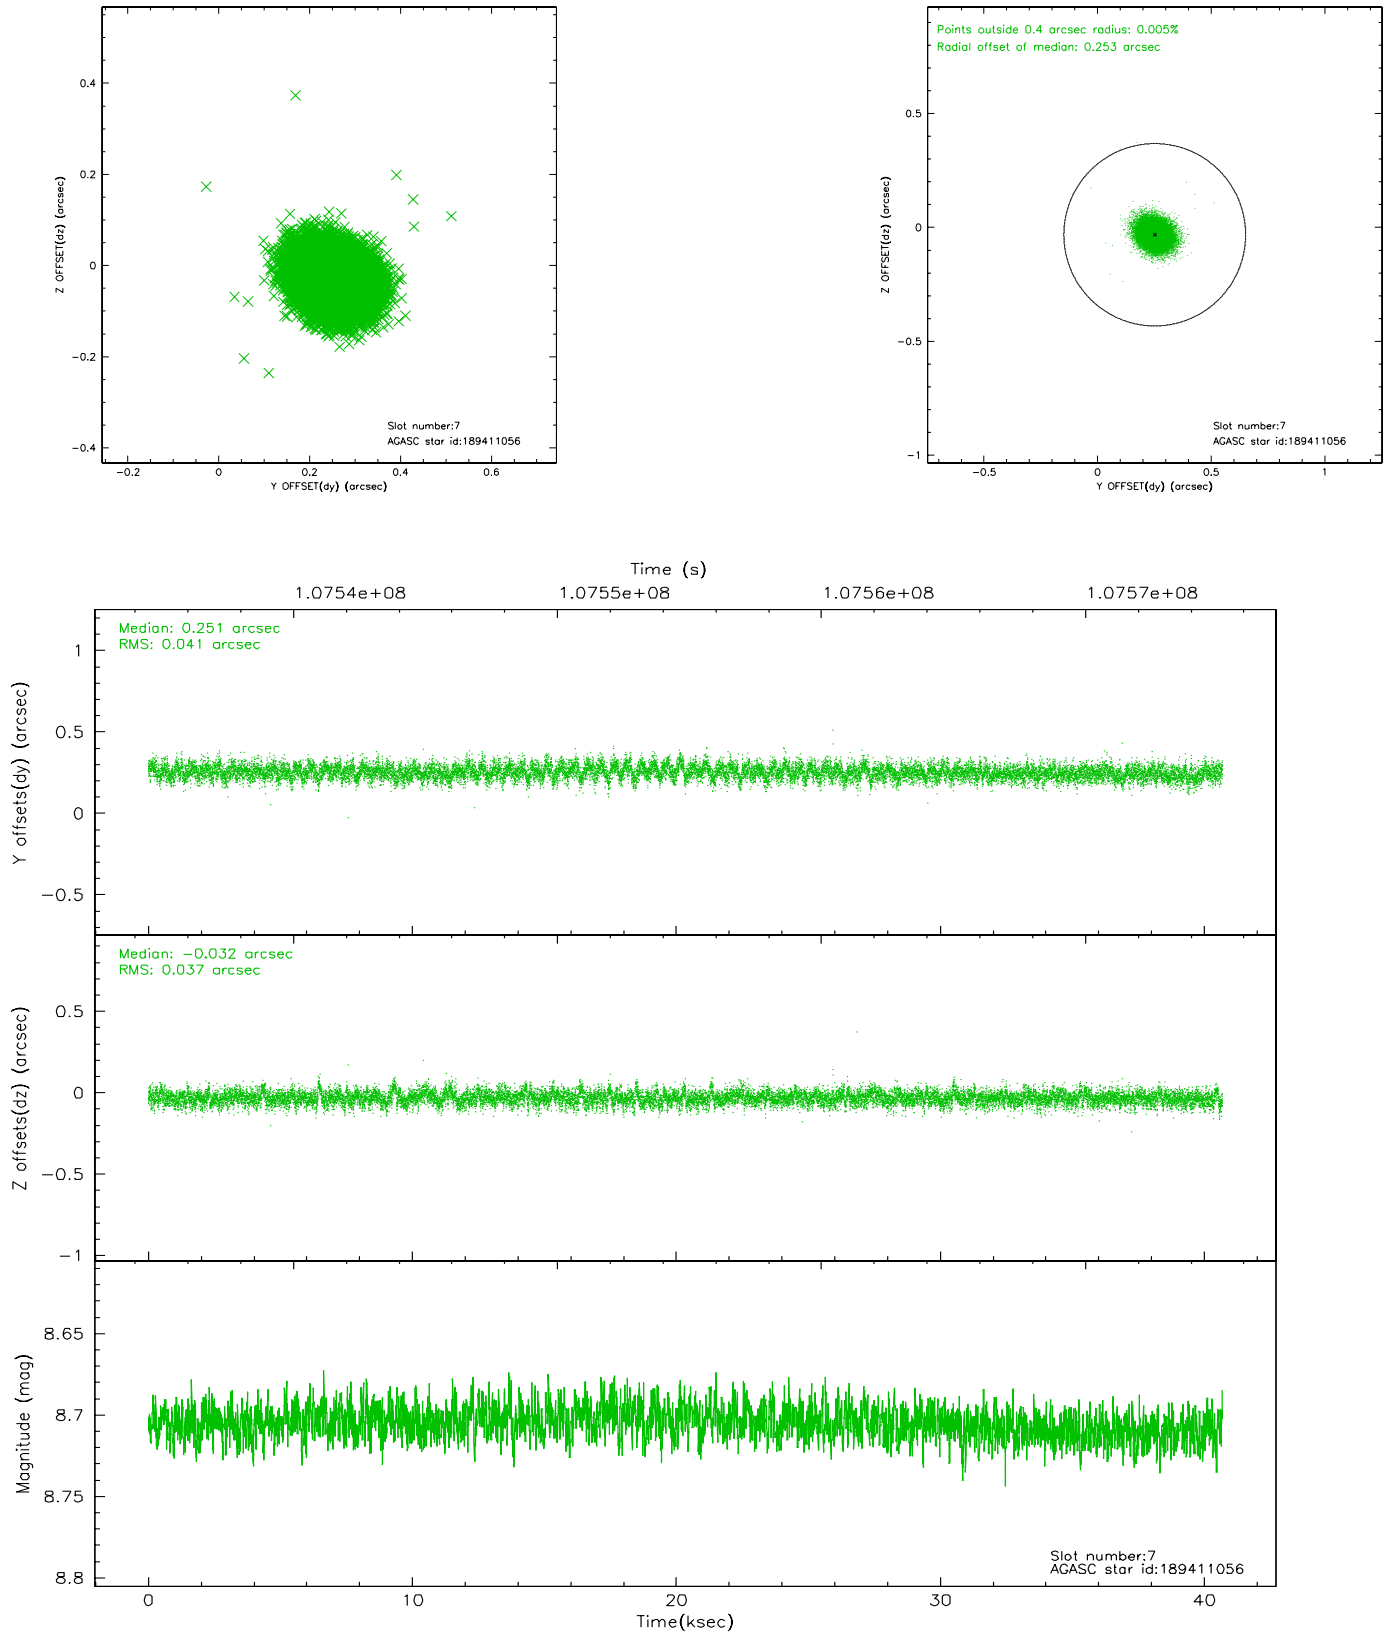 0.4
0.2
0
−0.2
−0.4
Z OFFSET(dz) (arcsec)
Slot number:7
AGASC star id:189411056
−0.2
0
0.2
0.4
0.6
Y OFFSET(dy) (arcsec)
Points outside 0.4 arcsec radius: 0.005%
Radial offset of median: 0.253 arcsec
0.5
0
−0.5
−1
Z OFFSET(dz) (arcsec)
Slot number:7
AGASC star id:189411056
−0.5
0
0.5
1
Y OFFSET(dy) (arcsec)
Time (s)
1.0754e+08
1.0755e+08
1.0756e+08
1.0757e+08
Median: 0.251 arcsec
RMS: 0.041 arcsec
1
0.5
0
−0.5
Y offsets(dy) (arcsec)
Median: −0.032 arcsec
RMS: 0.037 arcsec
0.5
0
−0.5
−1
Z offsets(dz) (arcsec)
8.65
8.7
8.75
8.8
Magnitude (mag)
Slot number:7
AGASC star id:189411056
0
10
20
30
40
Time(ksec)